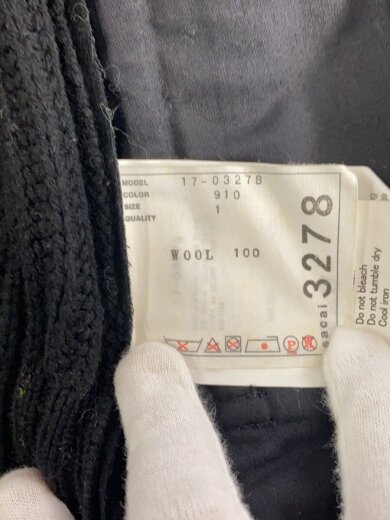 MODEL 17-03278
COLOR 910
SIZE 1
QUALITY
WOOL 100
sacai 3278
P
Do not bleach
Do not tumble dry
Cool iron